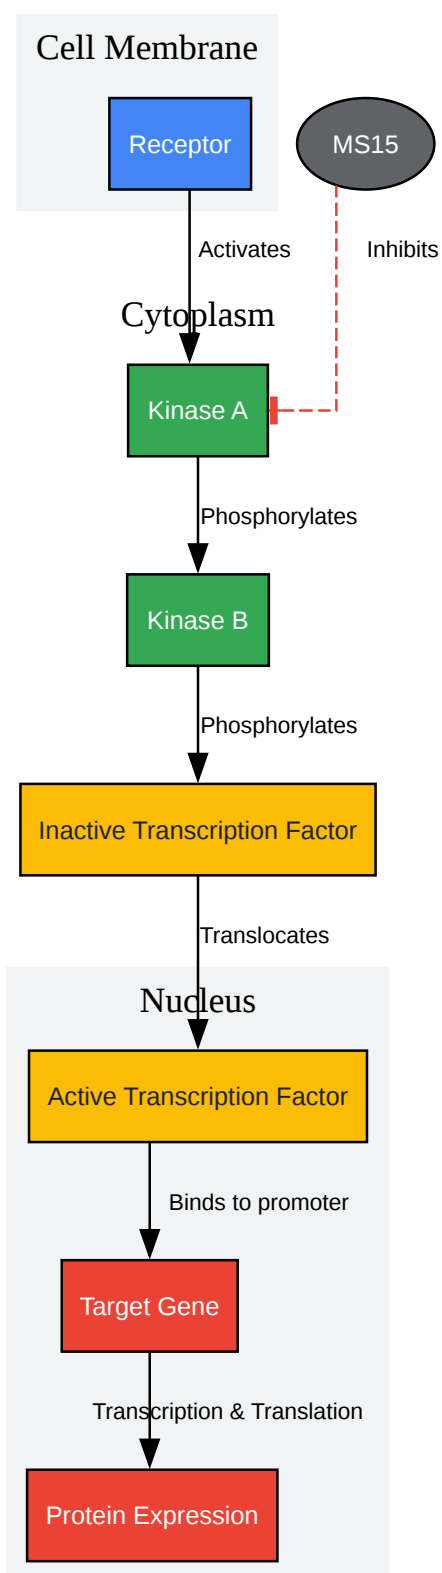 Cell Membrane
Receptor
MS15
Activates
Inhibits
Cytoplasm
Kinase A
Phosphorylates
Kinase B
Phosphorylates
Inactive Transcription Factor
Translocates
Nucleus
Active Transcription Factor
Binds to promoter
Target Gene
Transcription & Translation
Protein Expression